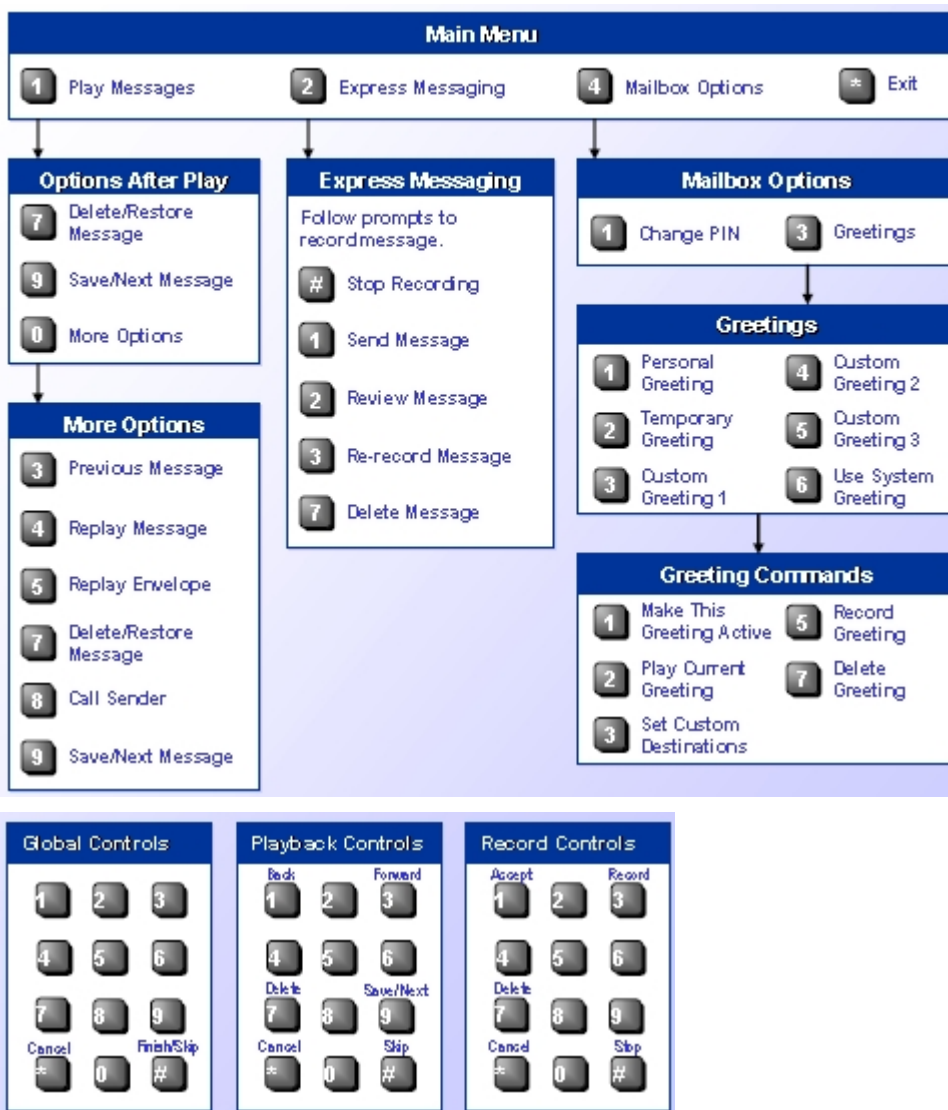 Main Menu
1 Play Messages 2 Express Messaging 4 Mailbox Options * Exit
Options After Play
7 Delete/Restore
Message
9 Save/Next Message
0 More Options
More Options
3 Previous Message
4 Replay Message
5 Replay Envelope
7 Delete/Restore
Message
8 Call Sender
9 Save/Next Message
Express Messaging
Follow prompts to
record message.
# Stop Recording
1 Send Message
2 Review Message
3 Re-record Message
7 Delete Message
Mailbox Options
1 Change PIN 3 Greetings
Greetings
1 Personal
Greeting
2 Temporary
Greeting
3 Custom
Greeting 1
4 Custom
Greeting 2
5 Custom
Greeting 3
6 Use System
Greeting
Greeting Commands
1 Make This
Greeting Active
2 Play Current
Greeting
3 Set Custom
Destinations
5 Record
Greeting
7 Delete
Greeting
Global Controls
1 2 3
4 5 6
7 8 9
Cancel Finish/Skip
* 0 #
Playback Controls
Back Forward
1 2 3
4 5 6
Delete Save/Next
7 8 9
Cancel Skip
* 0 #
Record Controls
Accept Record
1 2 3
4 5 6
Delete
7 8 9
Cancel Stop
* 0 #